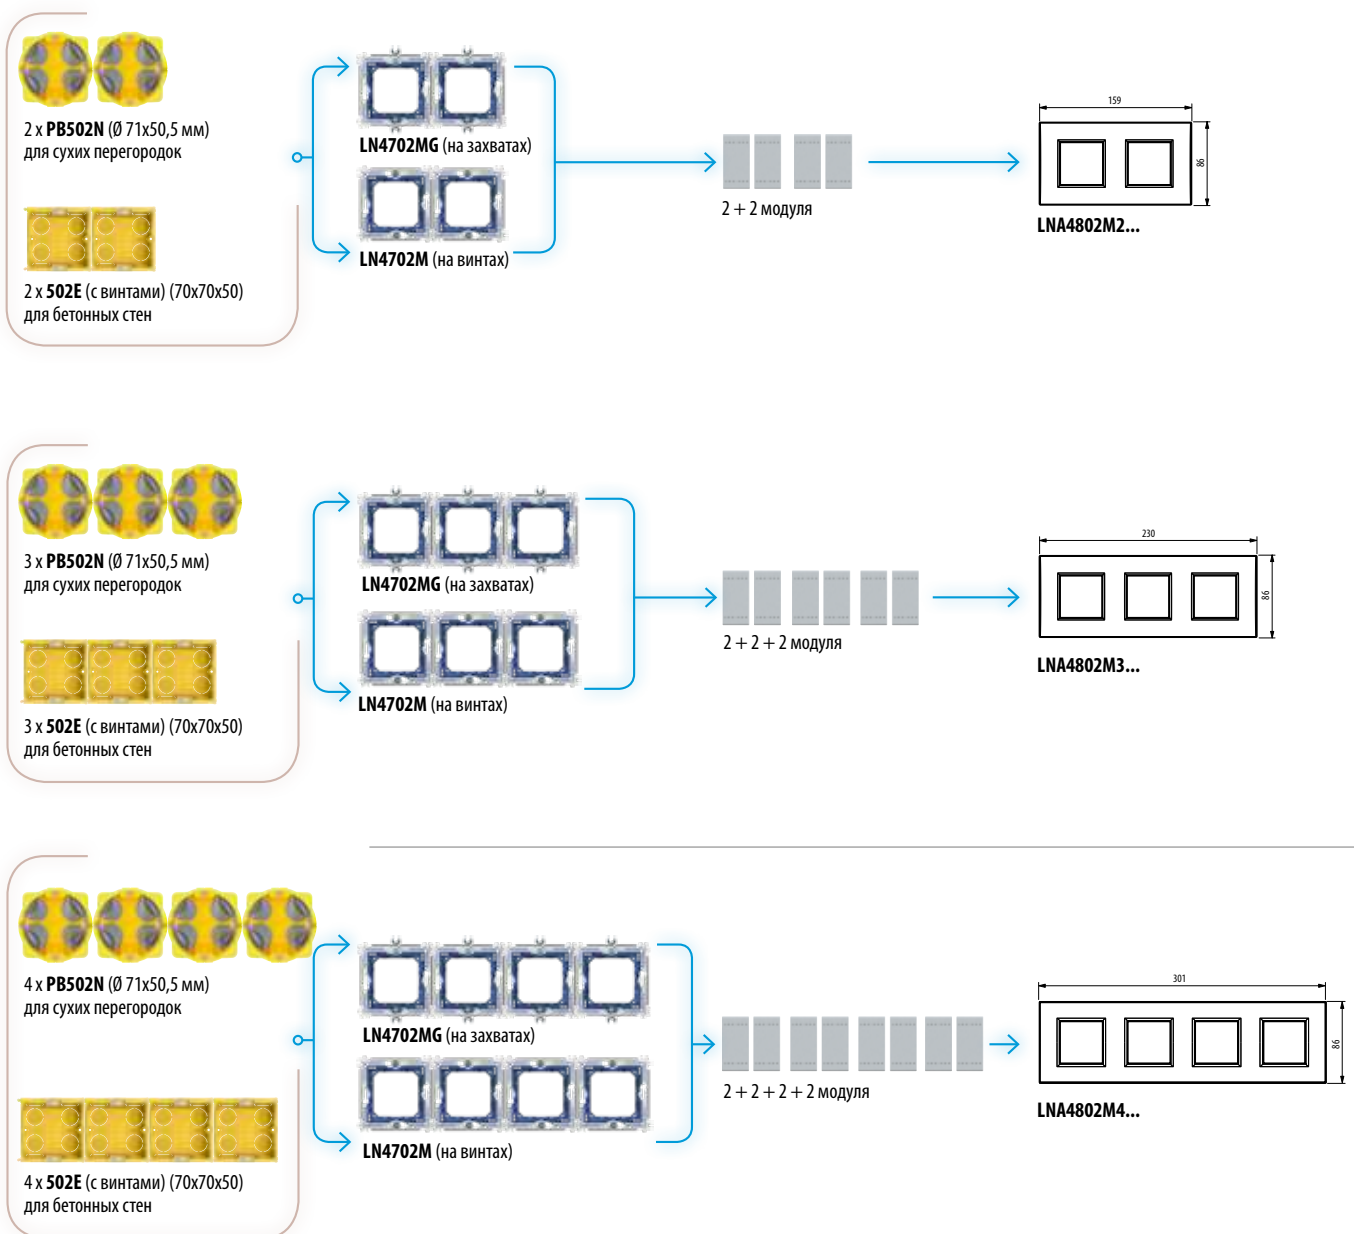 2 x PB502N (Ø 71x50,5 мм)
для сухих перегородок
2 x 502E (с винтами) (70x70x50)
для бетонных стен
LN4702MG (на захватах)
LN4702M (на винтах)
2 + 2 модуля
159
86
LNA4802M2...
3 x PB502N (Ø 71x50,5 мм)
для сухих перегородок
3 x 502E (с винтами) (70x70x50)
для бетонных стен
LN4702MG (на захватах)
LN4702M (на винтах)
2 + 2 + 2 модуля
230
86
LNA4802M3...
4 x PB502N (Ø 71x50,5 мм)
для сухих перегородок
4 x 502E (с винтами) (70x70x50)
для бетонных стен
LN4702MG (на захватах)
LN4702M (на винтах)
2 + 2 + 2 + 2 модуля
301
86
LNA4802M4...